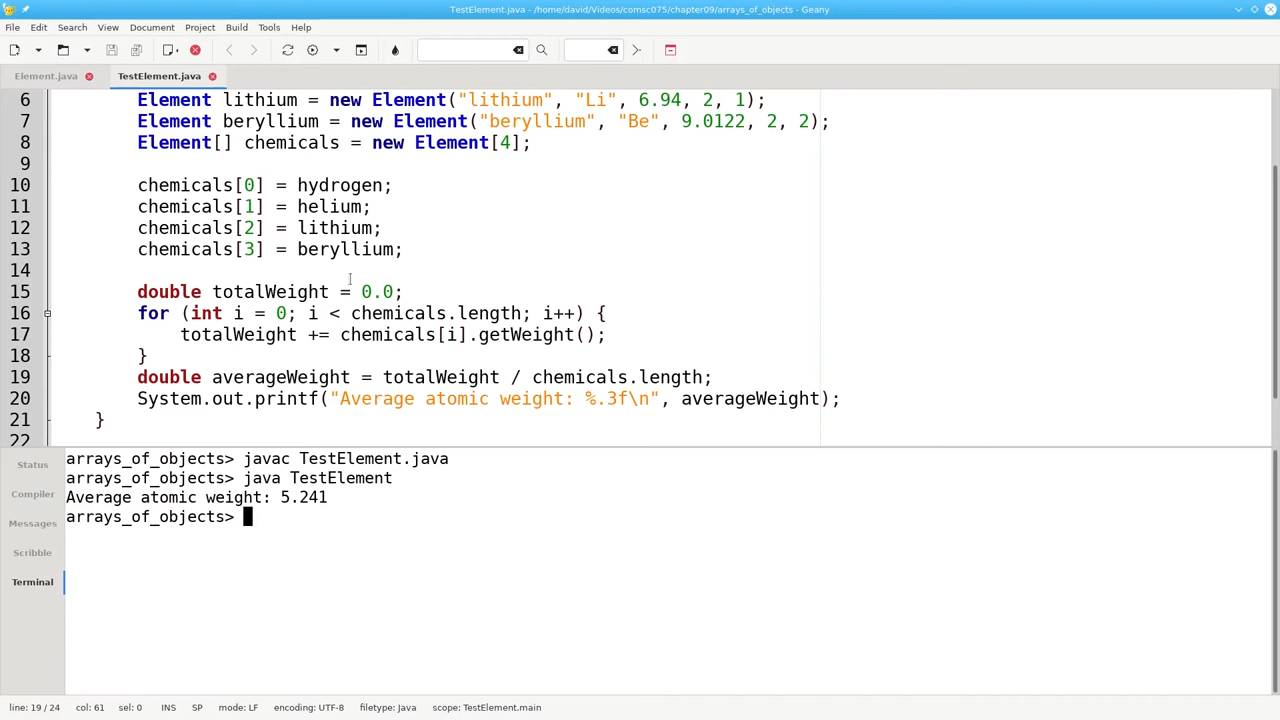 TestElement.java - /home/david/Videos/comsc075/chapter09/arrays_of_objects - Geany
File Edit Search View Document Project Build Tools Help
Element.java TestElement.java
6 Element lithium = new Element("lithium", "Li", 6.94, 2, 1);
7 Element beryllium = new Element("beryllium", "Be", 9.0122, 2, 2);
8 Element[] chemicals = new Element[4];
9
10 chemicals[0] = hydrogen;
11 chemicals[1] = helium;
12 chemicals[2] = lithium;
13 chemicals[3] = beryllium;
14
15 double totalWeight = 0.0;
16 for (int i = 0; i < chemicals.length; i++) {
17 totalWeight += chemicals[i].getWeight();
18 }
19 double averageWeight = totalWeight / chemicals.length;
20 System.out.printf("Average atomic weight: %.3f\n", averageWeight);
21 }
22
Status
Compiler
Messages
Scribble
Terminal
arrays_of_objects> javac TestElement.java
arrays_of_objects> java TestElement
Average atomic weight: 5.241
arrays_of_objects>
line: 19 / 24 col: 61 sel: 0 INS SP mode: LF encoding: UTF-8 filetype: Java scope: TestElement.main